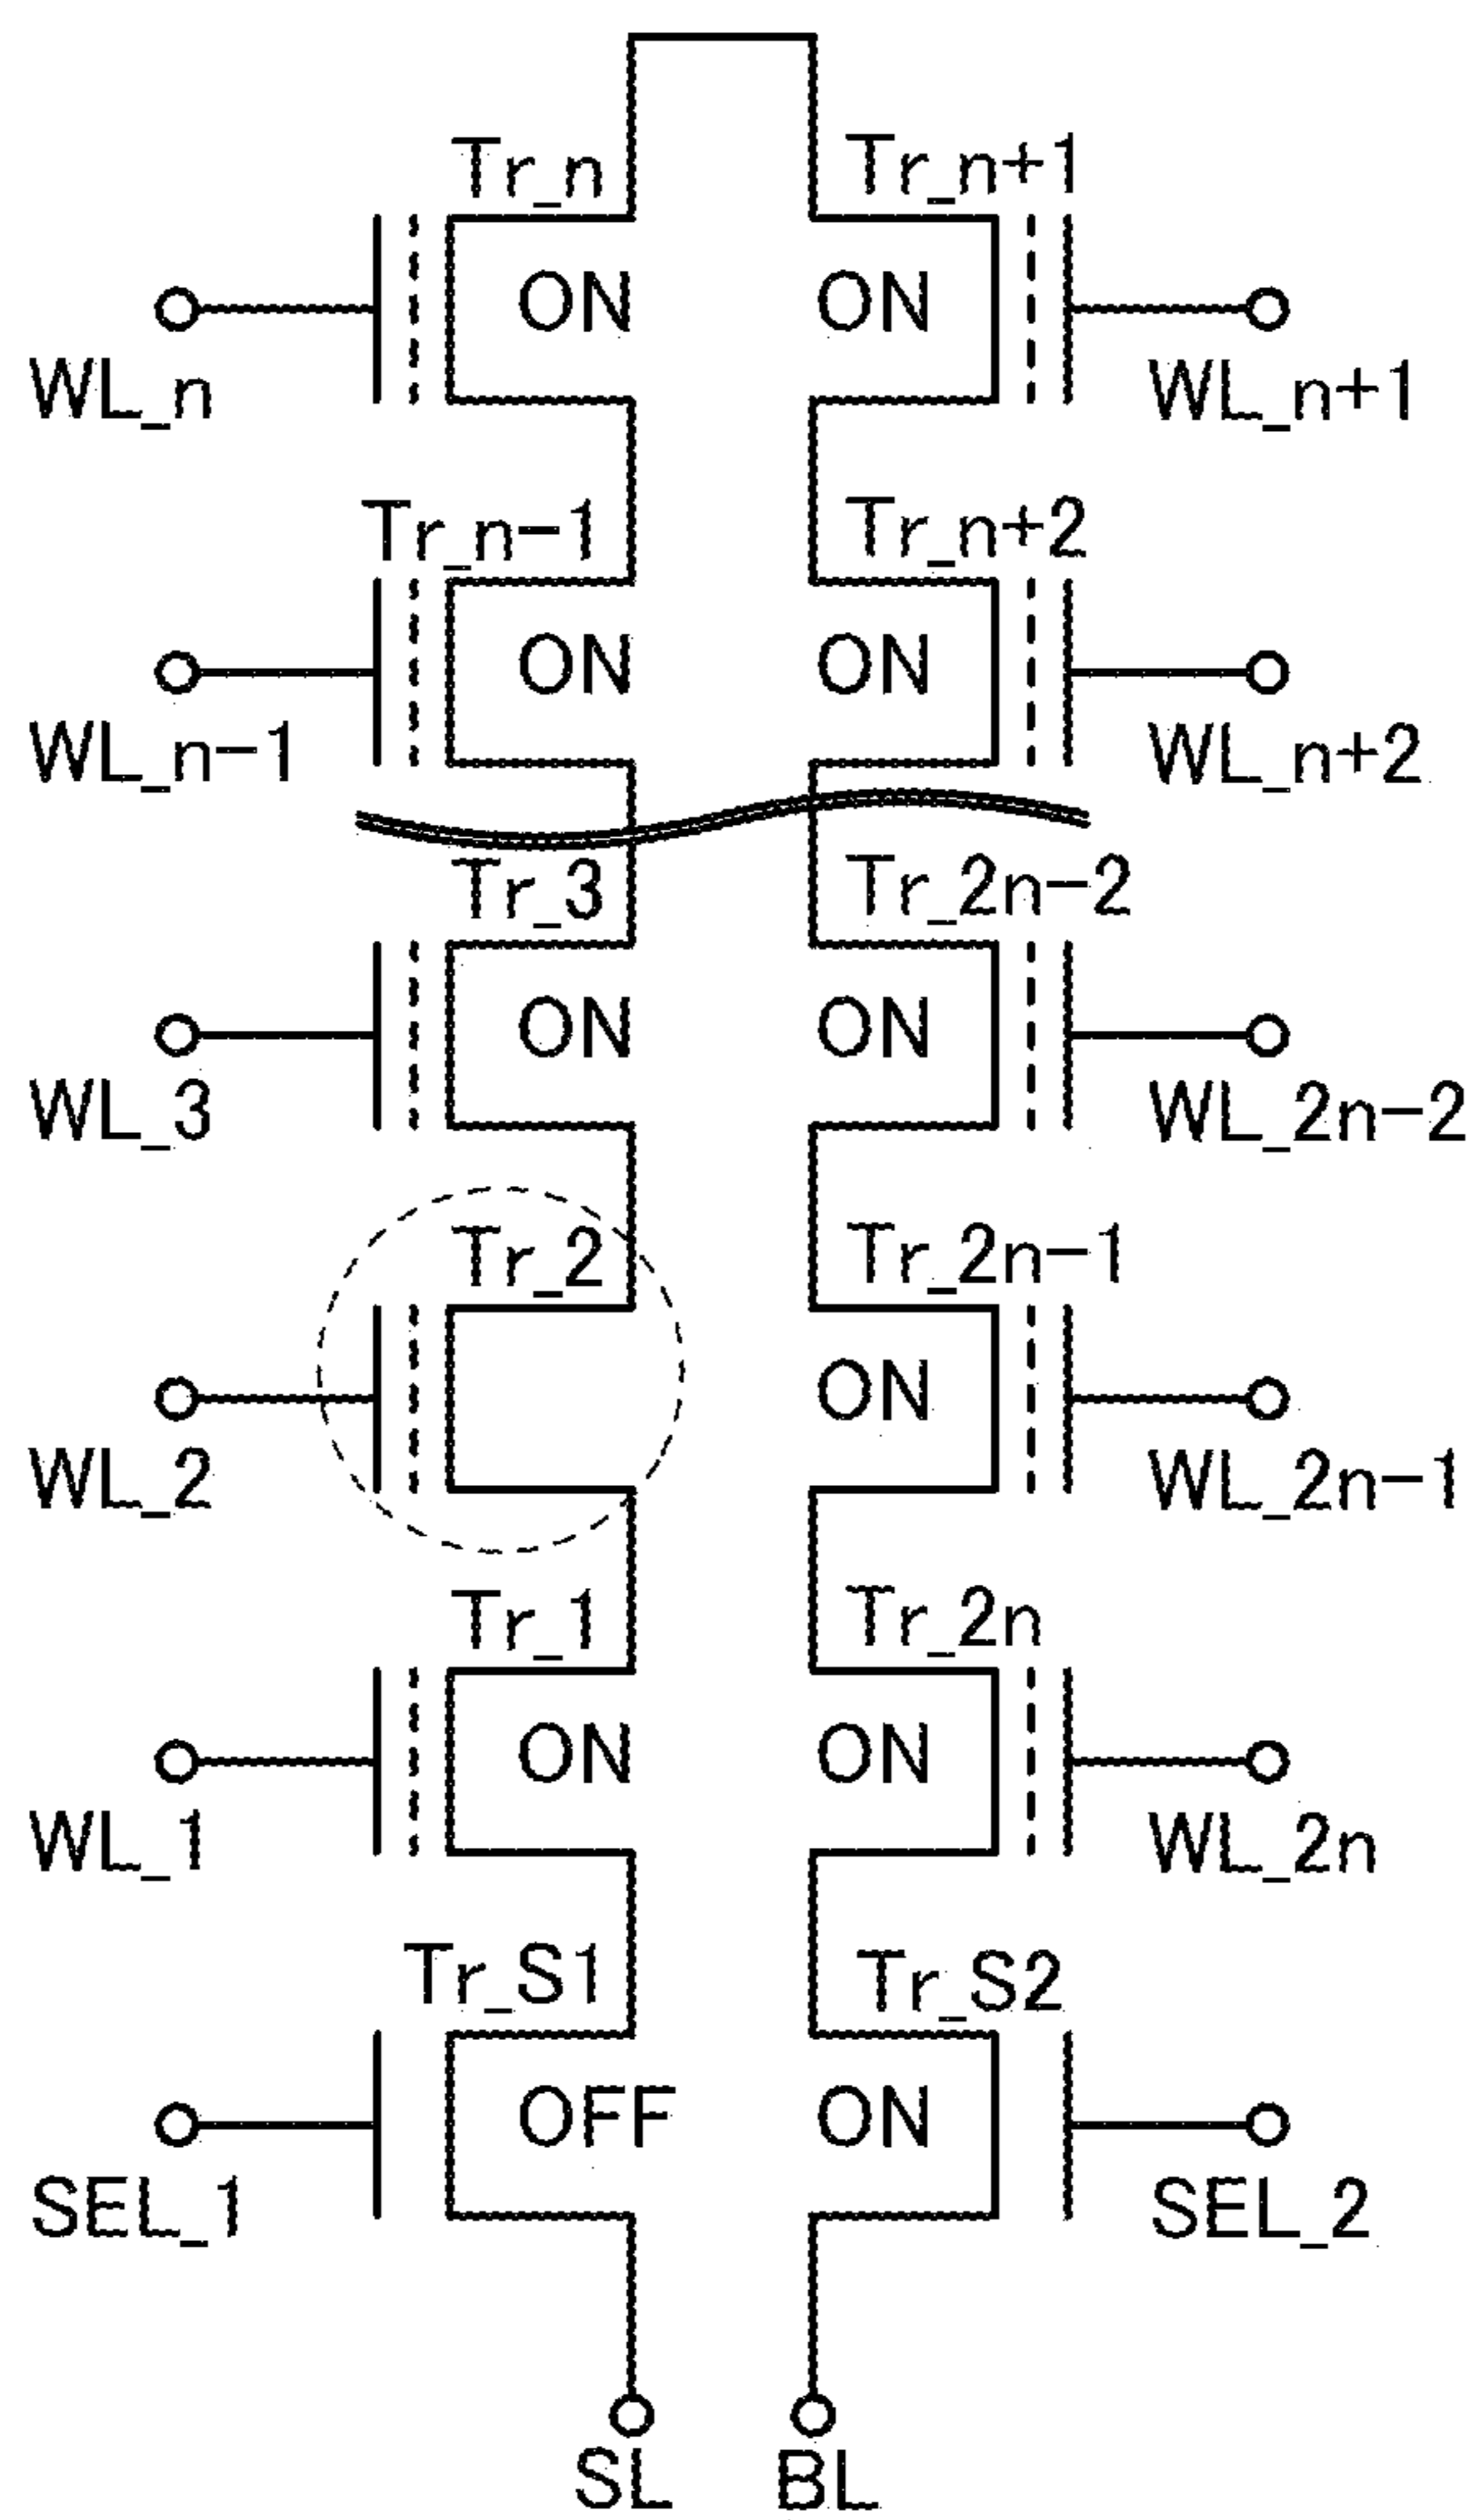 Tr_n Tr_n+1
ON ON
WL_n WL_n+1
Tr_n-1 Tr_n+2
ON ON
WL_n-1 WL_n+2
Tr_3 Tr_2n-2
ON ON
WL_3 WL_2n-2
Tr_2 Tr_2n-1
ON
WL_2 WL_2n-1
Tr_1 Tr_2n
ON ON
WL_1 WL_2n
Tr_S1 Tr_S2
OFF ON
SEL_1 SEL_2
SL BL